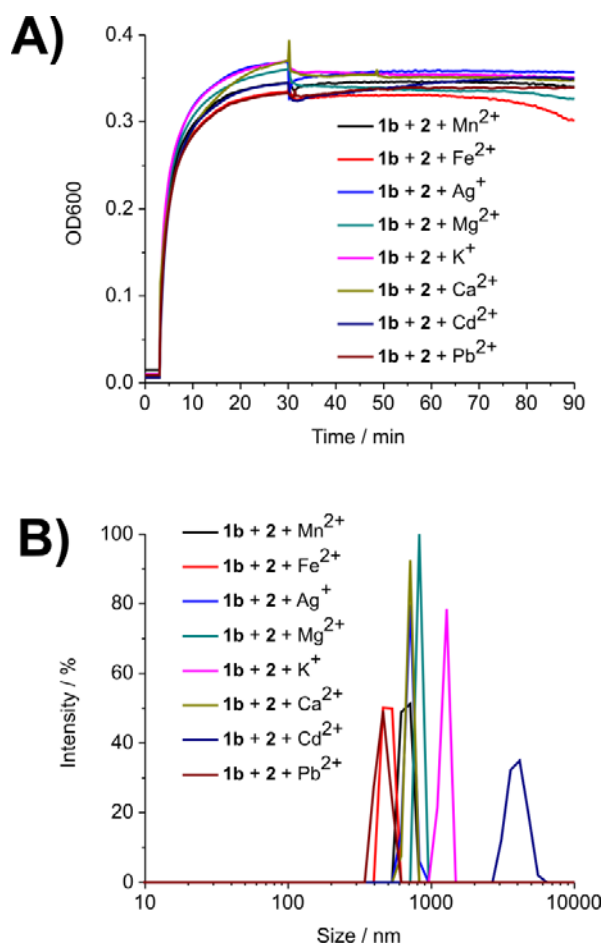 A)
0.4
0.3
0.2
0.1
0.0
OD600
1b + 2 + Mn²⁺
1b + 2 + Fe²⁺
1b + 2 + Ag⁺
1b + 2 + Mg²⁺
1b + 2 + K⁺
1b + 2 + Ca²⁺
1b + 2 + Cd²⁺
1b + 2 + Pb²⁺
0 10 20 30 40 50 60 70 80 90
Time / min
B)
100
80
60
40
20
0
Intensity / %
1b + 2 + Mn²⁺
1b + 2 + Fe²⁺
1b + 2 + Ag⁺
1b + 2 + Mg²⁺
1b + 2 + K⁺
1b + 2 + Ca²⁺
1b + 2 + Cd²⁺
1b + 2 + Pb²⁺
10 100 1000 10000
Size / nm